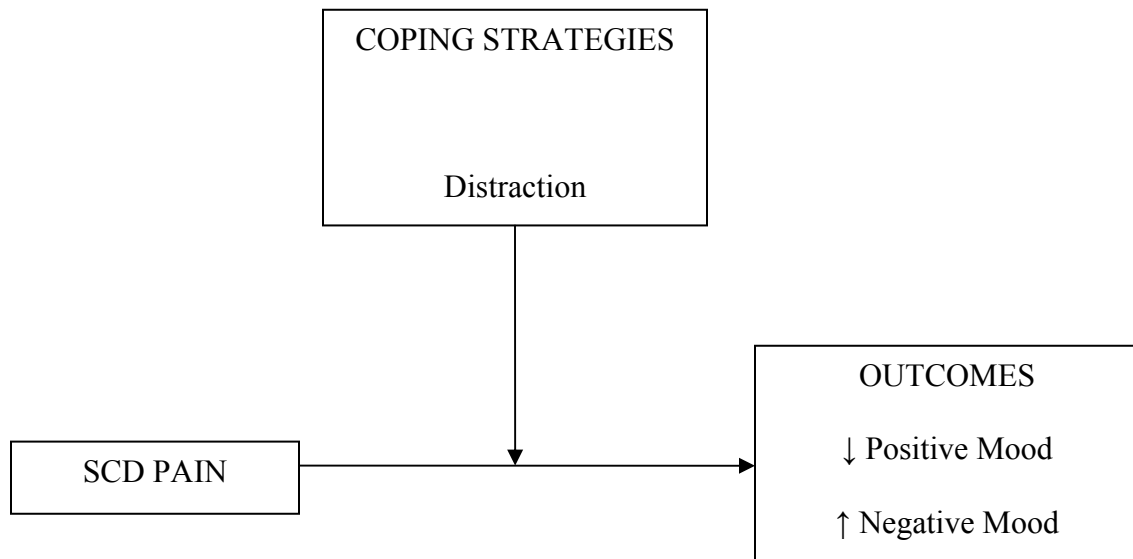 COPING STRATEGIES
Distraction
SCD PAIN
OUTCOMES
↓ Positive Mood
↑ Negative Mood